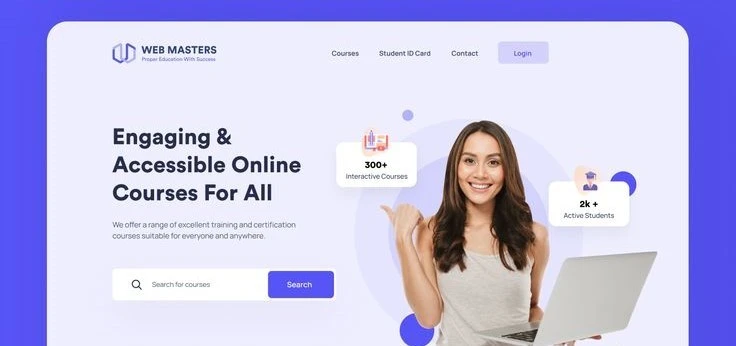 WEB MASTERS
Proper Education With Success
Courses
Student ID Card
Contact
Login
Engaging &
Accessible Online
Courses For All
We offer a range of excellent training and certification
courses suitable for everyone and anywhere.
Search for courses
Search
300+
Interactive Courses
2k +
Active Students